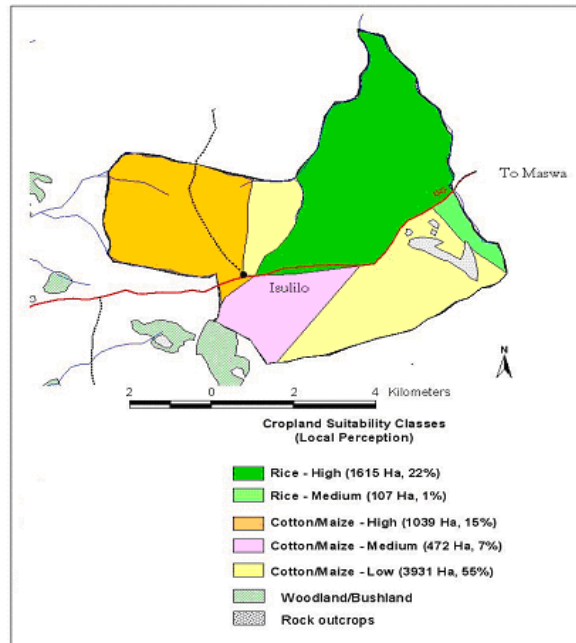 To Maswa
Isulilo
N
2 0 2 4 Kilometers
Cropland Suitability Classes
(Local Perception)
Rice - High (1615 Ha, 22%)
Rice - Medium (107 Ha, 1%)
Cotton/Maize - High (1039 Ha, 15%)
Cotton/Maize - Medium (472 Ha, 7%)
Cotton/Maize - Low (3931 Ha, 55%)
Woodland/Bushland
Rock outcrops